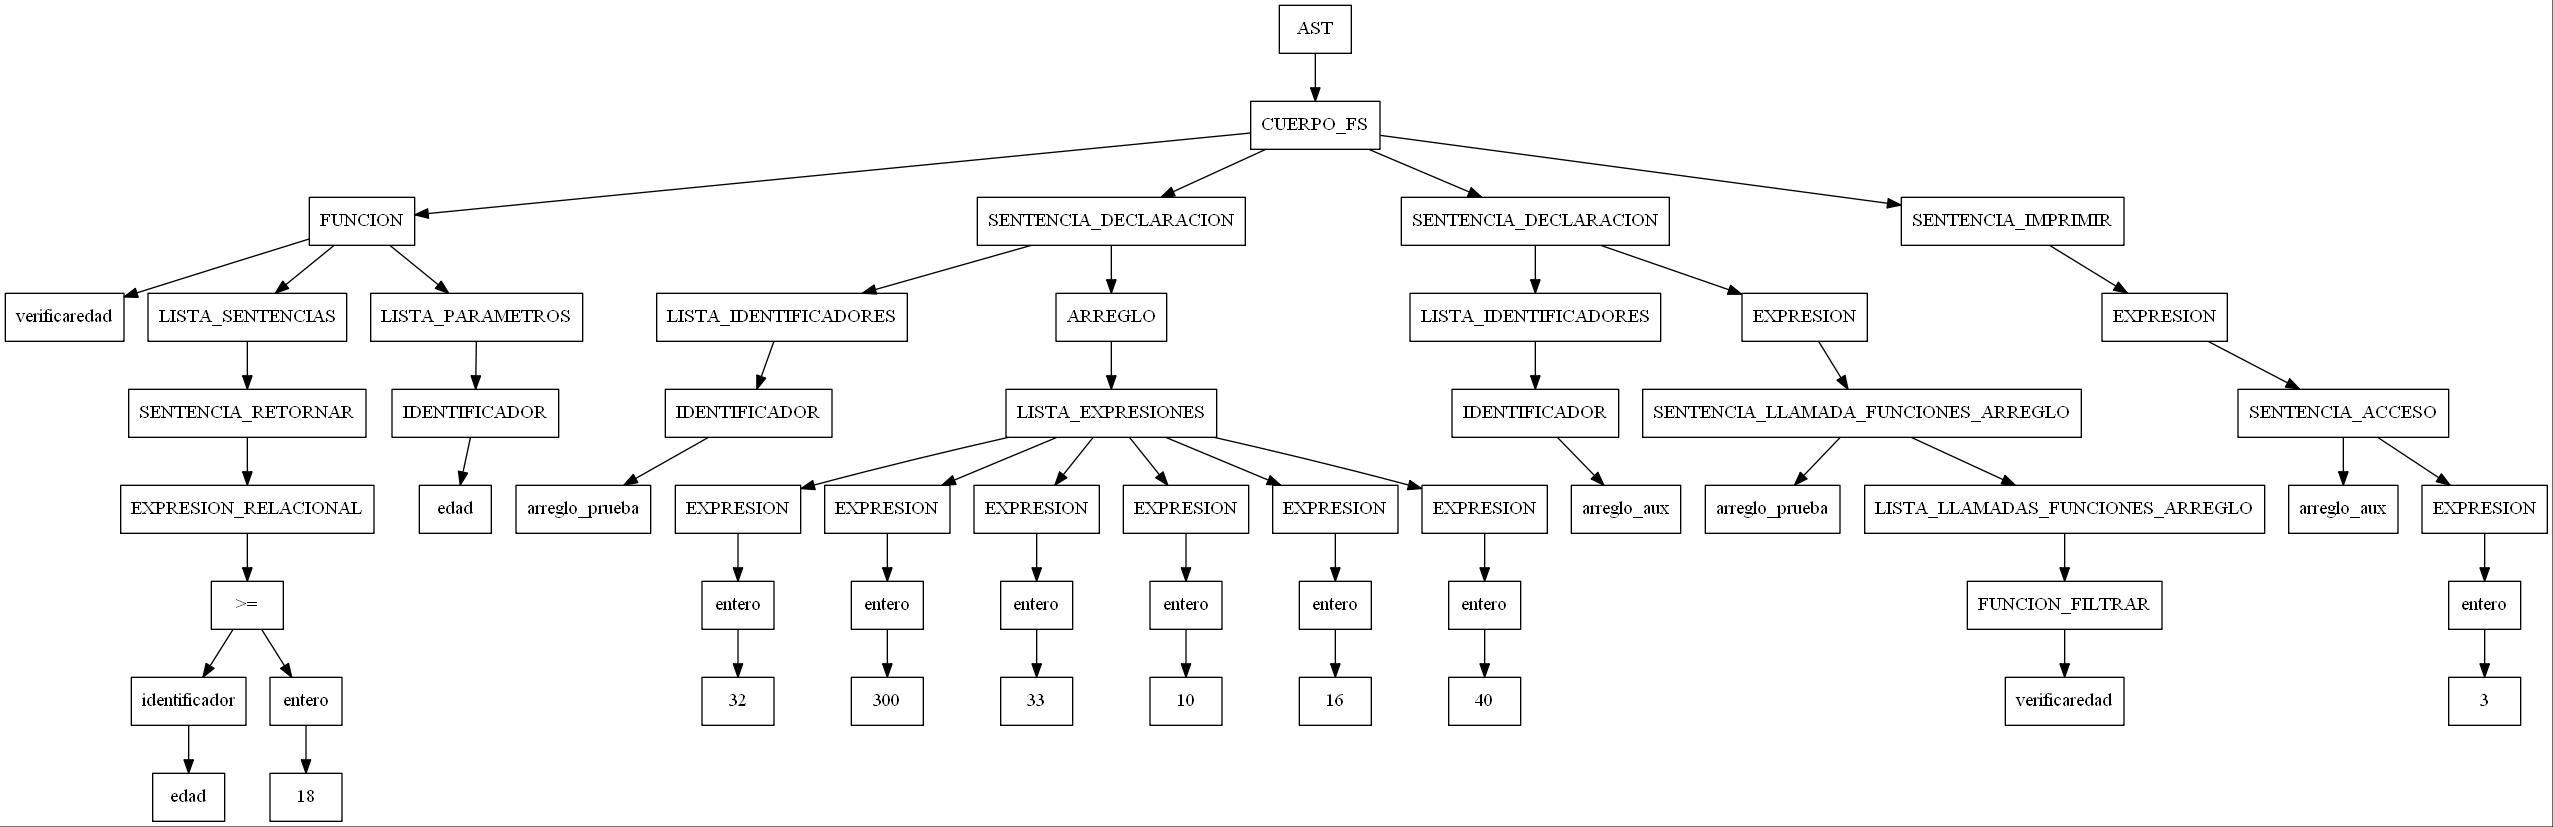 AST
CUERPO_FS
FUNCION
SENTENCIA_DECLARACION
SENTENCIA_DECLARACION
SENTENCIA_IMPRIMIR
verificaredad
LISTA_SENTENCIAS
LISTA_PARAMETROS
LISTA_IDENTIFICADORES
ARREGLO
LISTA_IDENTIFICADORES
EXPRESION
EXPRESION
SENTENCIA_RETORNAR
IDENTIFICADOR
IDENTIFICADOR
LISTA_EXPRESIONES
IDENTIFICADOR
SENTENCIA_LLAMADA_FUNCIONES_ARREGLO
SENTENCIA_ACCESO
EXPRESION_RELACIONAL
edad
arreglo_prueba
EXPRESION
EXPRESION
EXPRESION
EXPRESION
EXPRESION
EXPRESION
arreglo_aux
arreglo_prueba
LISTA_LLAMADAS_FUNCIONES_ARREGLO
arreglo_aux
EXPRESION
>=
entero
entero
entero
entero
entero
entero
FUNCION_FILTRAR
entero
identificador
entero
32
300
33
10
16
40
verificaredad
3
edad
18